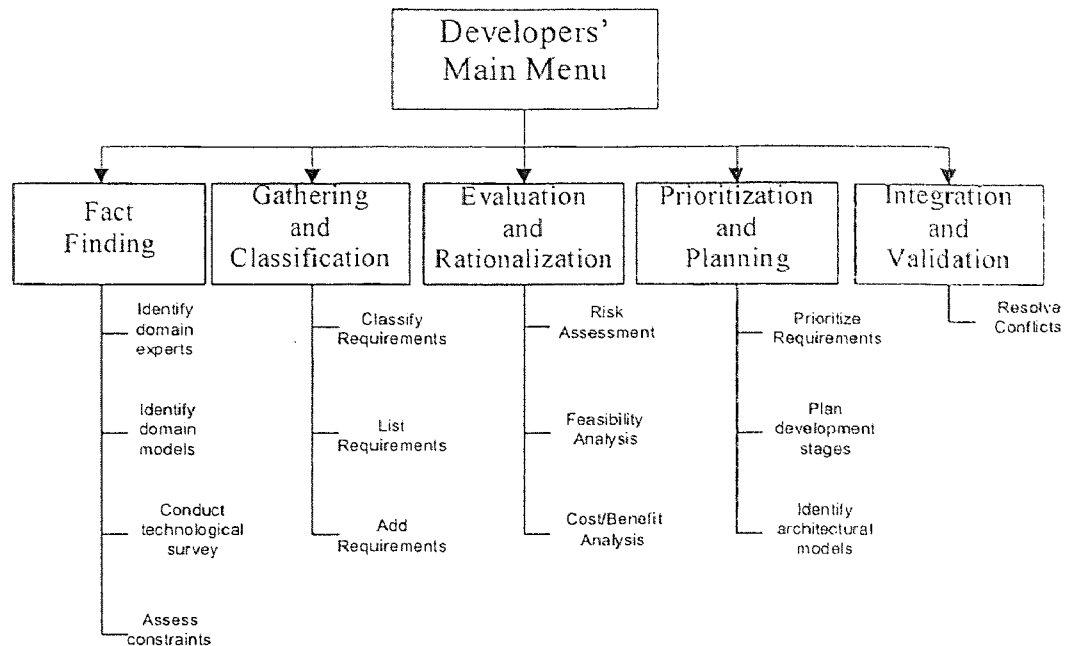 Developers'
Main Menu
Fact
Finding
Gathering
and
Classification
Evaluation
and
Rationalization
Prioritization
and
Planning
Integration
and
Validation
Identify
domain
experts
Identify
domain
models
Conduct
technological
survey
Assess
constraints
Classify
Requirements
List
Requirements
Add
Requirements
Risk
Assessment
Feasibility
Analysis
Cost/Benefit
Analysis
Prioritize
Requirements
Plan
development
stages
Identify
architectural
models
Resolve
Conflicts